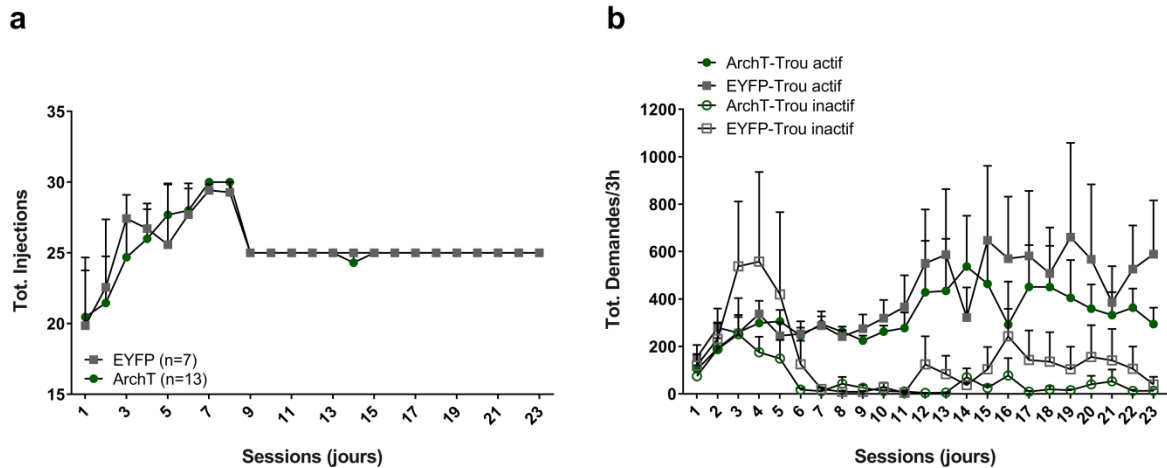 a
Tot. Injections
35
30
25
20
15
EYFP (n=7)
ArchT (n=13)
1 3 5 7 9 11 13 15 17 19 21 23
Sessions (jours)
b
ArchT-Trou actif
EYFP-Trou actif
ArchT-Trou inactif
EYFP-Trou inactif
Tot. Demandes/3h
1200
1000
800
600
400
200
0
1 2 3 4 5 6 7 8 9 10 11 12 13 14 15 16 17 18 19 20 21 22 23
Sessions (jours)